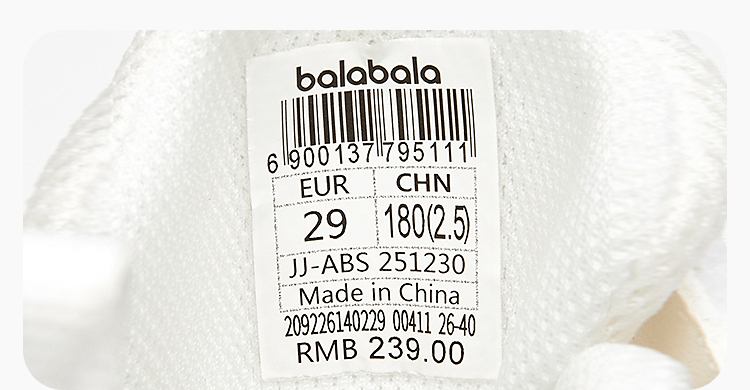 balabala
6 900137 795111
EUR CHN
29 180(2.5)
JJ-ABS 251230
Made in China
209226140229 00411 26-40
RMB 239.00